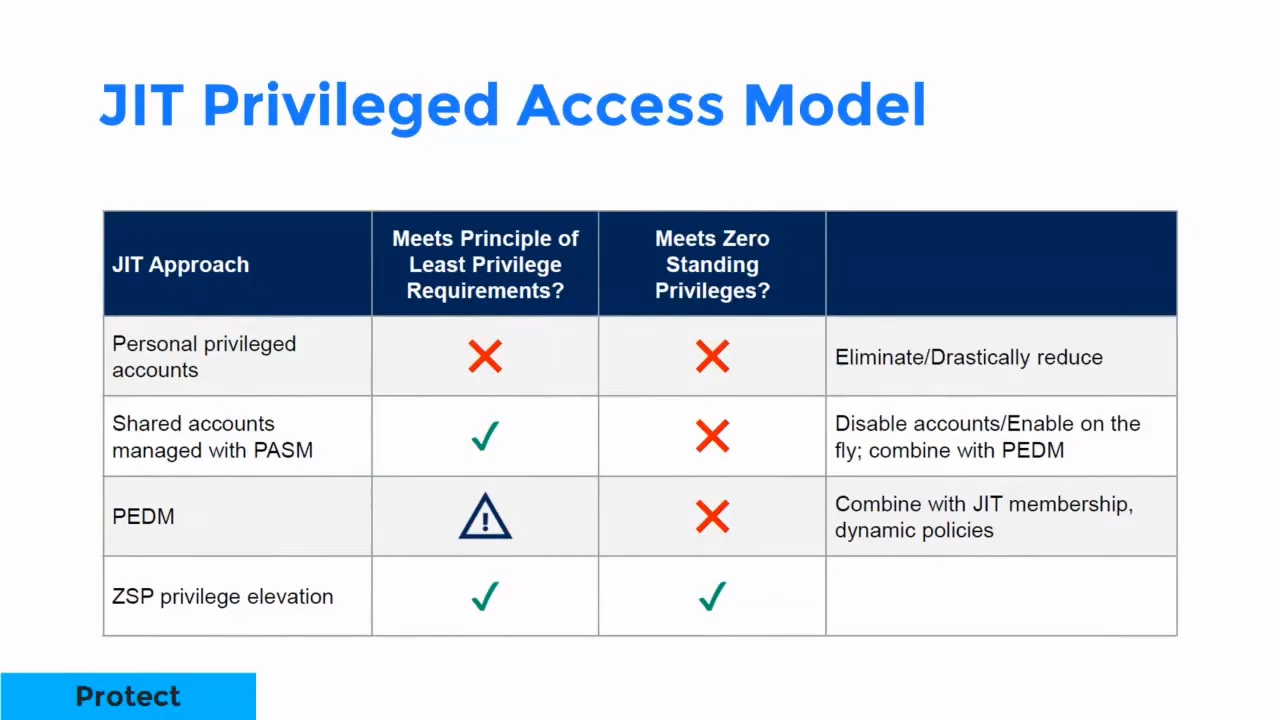 JIT Privileged Access Model
JIT Approach
Meets Principle of
Least Privilege
Requirements?
Meets Zero
Standing
Privileges?
Personal privileged
accounts
Eliminate/Drastically reduce
Shared accounts
managed with PASM
Disable accounts/Enable on the
fly; combine with PEDM
PEDM
Combine with JIT membership,
dynamic policies
ZSP privilege elevation
Protect